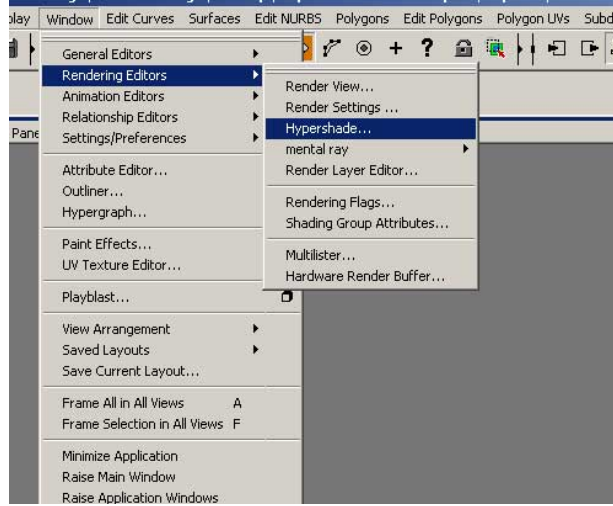 Window Edit Curves Surfaces Edit NURBS Polygons Edit Polygons Polygon UVs
General Editors
Rendering Editors
Animation Editors
Relationship Editors
Settings/Preferences
Attribute Editor...
Outliner...
Hypergraph...
Paint Effects...
UV Texture Editor...
Playblast...
View Arrangement
Saved Layouts
Save Current Layout...
Frame All in All Views A
Frame Selection in All Views F
Minimize Application
Raise Main Window
Raise Application Windows
Render View...
Render Settings ...
Hypershade...
mental ray
Render Layer Editor...
Rendering Flags...
Shading Group Attributes...
Multilister...
Hardware Render Buffer...